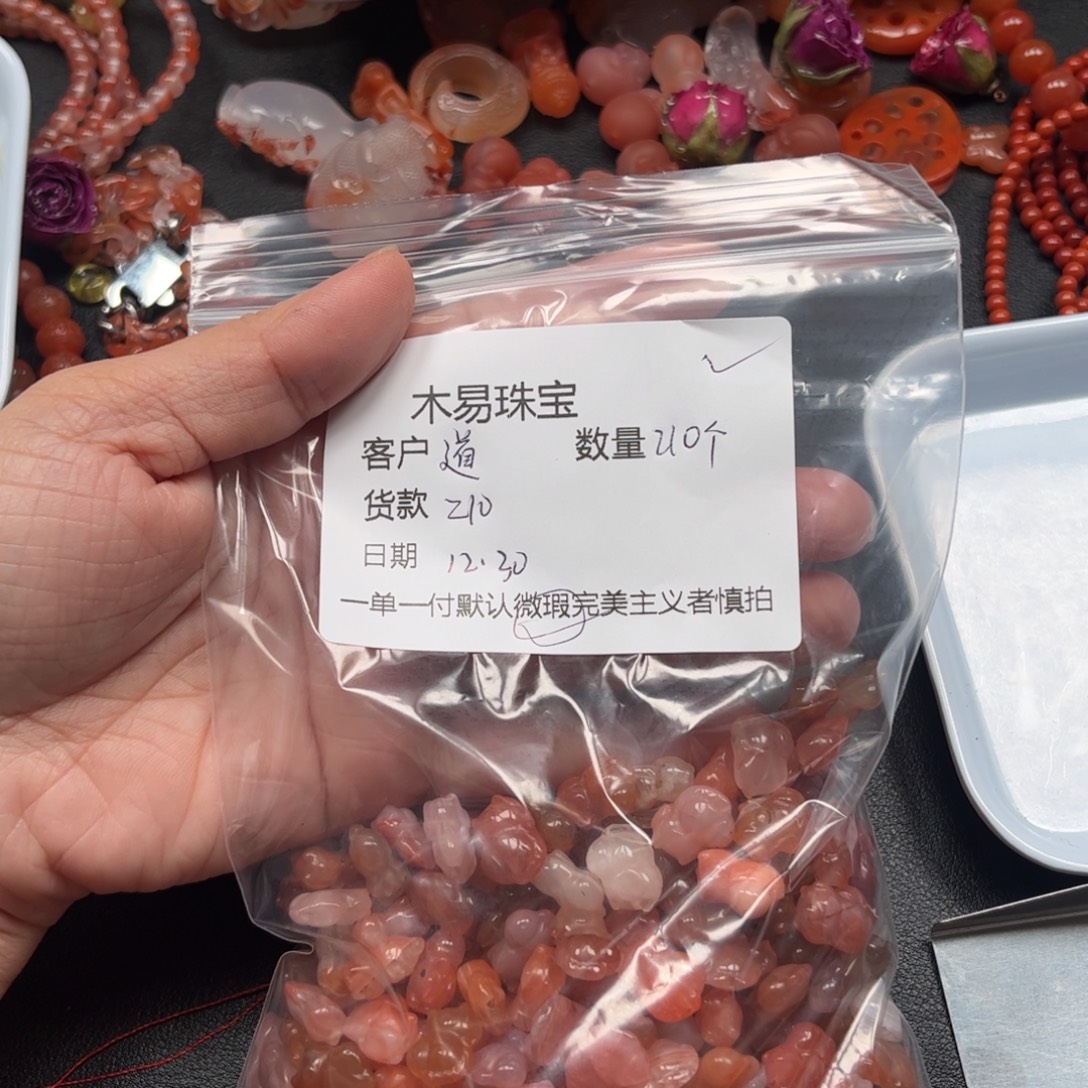 木易珠宝
客户 道 数量 210个
货款 210
日期 12.30
一单一付默认微瑕完美主义者慎拍